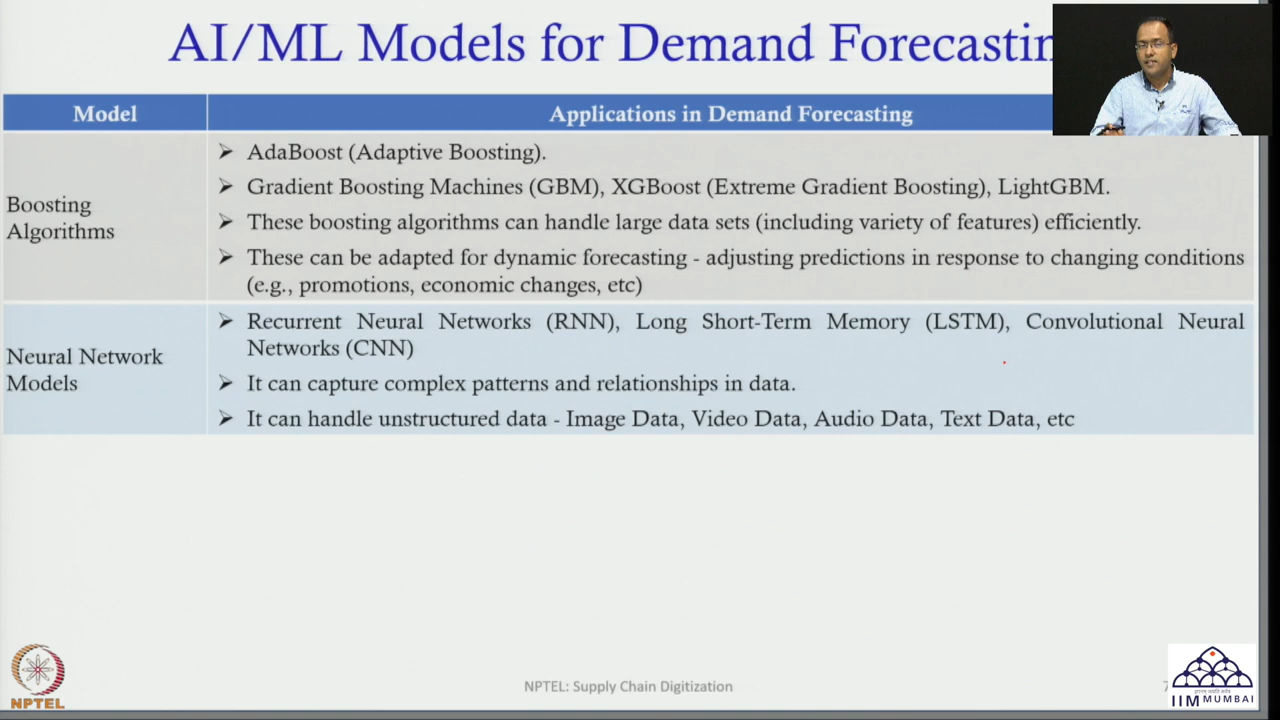 AI/ML Models for Demand Forecastin
Model
Applications in Demand Forecasting
Boosting
Algorithms
➢ AdaBoost (Adaptive Boosting).
➢ Gradient Boosting Machines (GBM), XGBoost (Extreme Gradient Boosting), LightGBM.
➢ These boosting algorithms can handle large data sets (including variety of features) efficiently.
➢ These can be adapted for dynamic forecasting - adjusting predictions in response to changing conditions
(e.g., promotions, economic changes, etc)
Neural Network
Models
➢ Recurrent Neural Networks (RNN), Long Short-Term Memory (LSTM), Convolutional Neural
Networks (CNN)
➢ It can capture complex patterns and relationships in data.
➢ It can handle unstructured data - Image Data, Video Data, Audio Data, Text Data, etc
NPTEL
NPTEL: Supply Chain Digitization
7
IIM MUMBAI